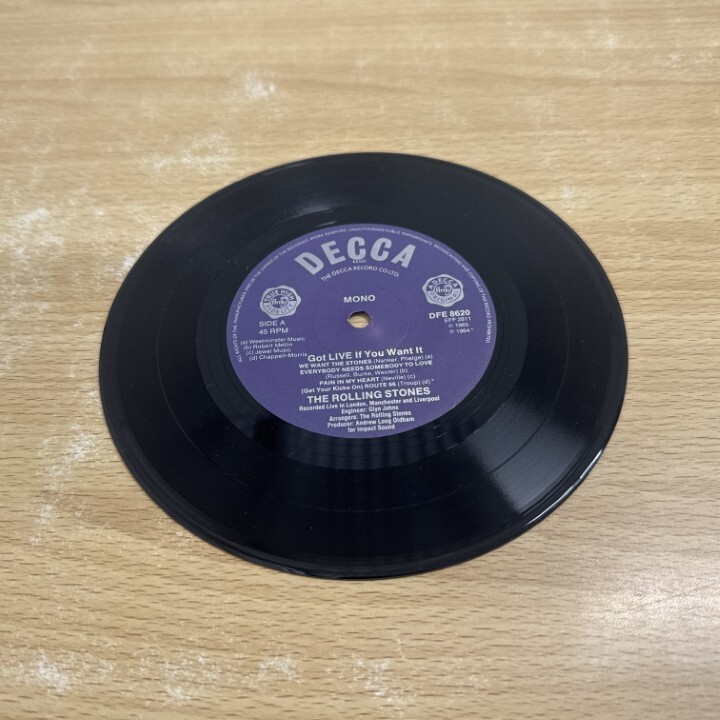 DECCA
REGD
THE DECCA RECORD CO.LTD.
MONO
SIDE A
45 RPM
DFE 8620
℗ 1965
℗ 1964*
(a) Westminster Music
(b) Robert Mellin
(c) Jewel Music
(d) Chappell-Morris
Got LIVE If You Want It
WE WANT THE STONES (Nanker, Phelge) (a)
EVERYBODY NEEDS SOMEBODY TO LOVE
(Russell, Burke, Wexler) (b)
PAIN IN MY HEART (Neville) (c)
(Get Your Kicks On) ROUTE 66 (Troup) (d)*
THE ROLLING STONES
Recorded Live in London, Manchester and Liverpool
Engineer: Glyn Johns
Arrangers: The Rolling Stones
Producer: Andrew Long Oldham
for Impact Sound